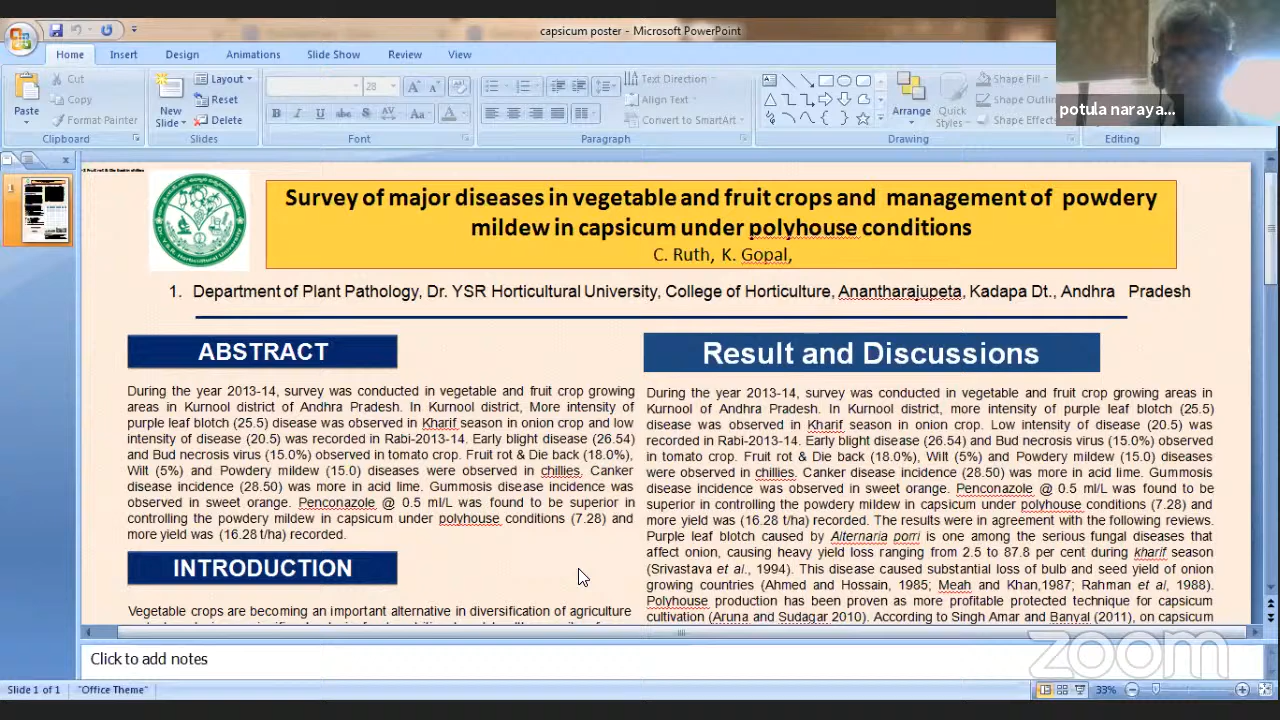 capsicum poster - Microsoft PowerPoint
Home Insert Design Animations Slide Show Review View
Paste
Cut
Copy
Format Painter
Clipboard
New Slide
Layout
Reset
Delete
Slides
28
B I U abc S AV Aa A
Font
Text Direction
Align Text
Convert to SmartArt
Paragraph
Arrange
Quick Styles
Shape Fill
Shape Outline
Shape Effects
Drawing
Editing
potula naraya...
1
Survey of major diseases in vegetable and fruit crops and management of powdery
mildew in capsicum under polyhouse conditions
C. Ruth, K. Gopal,
1. Department of Plant Pathology, Dr. YSR Horticultural University, College of Horticulture, Anantharajupeta, Kadapa Dt., Andhra Pradesh
ABSTRACT
During the year 2013-14, survey was conducted in vegetable and fruit crop growing
areas in Kurnool district of Andhra Pradesh. In Kurnool district, More intensity of
purple leaf blotch (25.5) disease was observed in Kharif season in onion crop and low
intensity of disease (20.5) was recorded in Rabi-2013-14. Early blight disease (26.54)
and Bud necrosis virus (15.0%) observed in tomato crop. Fruit rot & Die back (18.0%),
Wilt (5%) and Powdery mildew (15.0) diseases were observed in chillies. Canker
disease incidence (28.50) was more in acid lime. Gummosis disease incidence was
observed in sweet orange. Penconazole @ 0.5 ml/L was found to be superior in
controlling the powdery mildew in capsicum under polyhouse conditions (7.28) and
more yield was (16.28 t/ha) recorded.
INTRODUCTION
Vegetable crops are becoming an important alternative in diversification of agriculture
Result and Discussions
During the year 2013-14, survey was conducted in vegetable and fruit crop growing areas in
Kurnool of Andhra Pradesh. In Kurnool district, more intensity of purple leaf blotch (25.5)
disease was observed in Kharif season in onion crop. Low intensity of disease (20.5) was
recorded in Rabi-2013-14. Early blight disease (26.54) and Bud necrosis virus (15.0%) observed
in tomato crop. Fruit rot & Die back (18.0%), Wilt (5%) and Powdery mildew (15.0) diseases
were observed in chillies. Canker disease incidence (28.50) was more in acid lime. Gummosis
disease incidence was observed in sweet orange. Penconazole @ 0.5 ml/L was found to be
superior in controlling the powdery mildew in capsicum under polyhouse conditions (7.28) and
more yield was (16.28 t/ha) recorded. The results were in agreement with the following reviews.
Purple leaf blotch caused by Alternaria porri is one among the serious fungal diseases that
affect onion, causing heavy yield loss ranging from 2.5 to 87.8 per cent during kharif season
(Srivastava et al., 1994). This disease caused substantial loss of bulb and seed yield of onion
growing countries (Ahmed and Hossain, 1985; Meah and Khan,1987; Rahman et al, 1988).
Polyhouse production has been proven as more profitable protected technique for capsicum
cultivation (Aruna and Sudagar 2010). According to Singh Amar and Banyal (2011), on capsicum
Click to add notes
zoom
Slide 1 of 1 "Office Theme" 33%